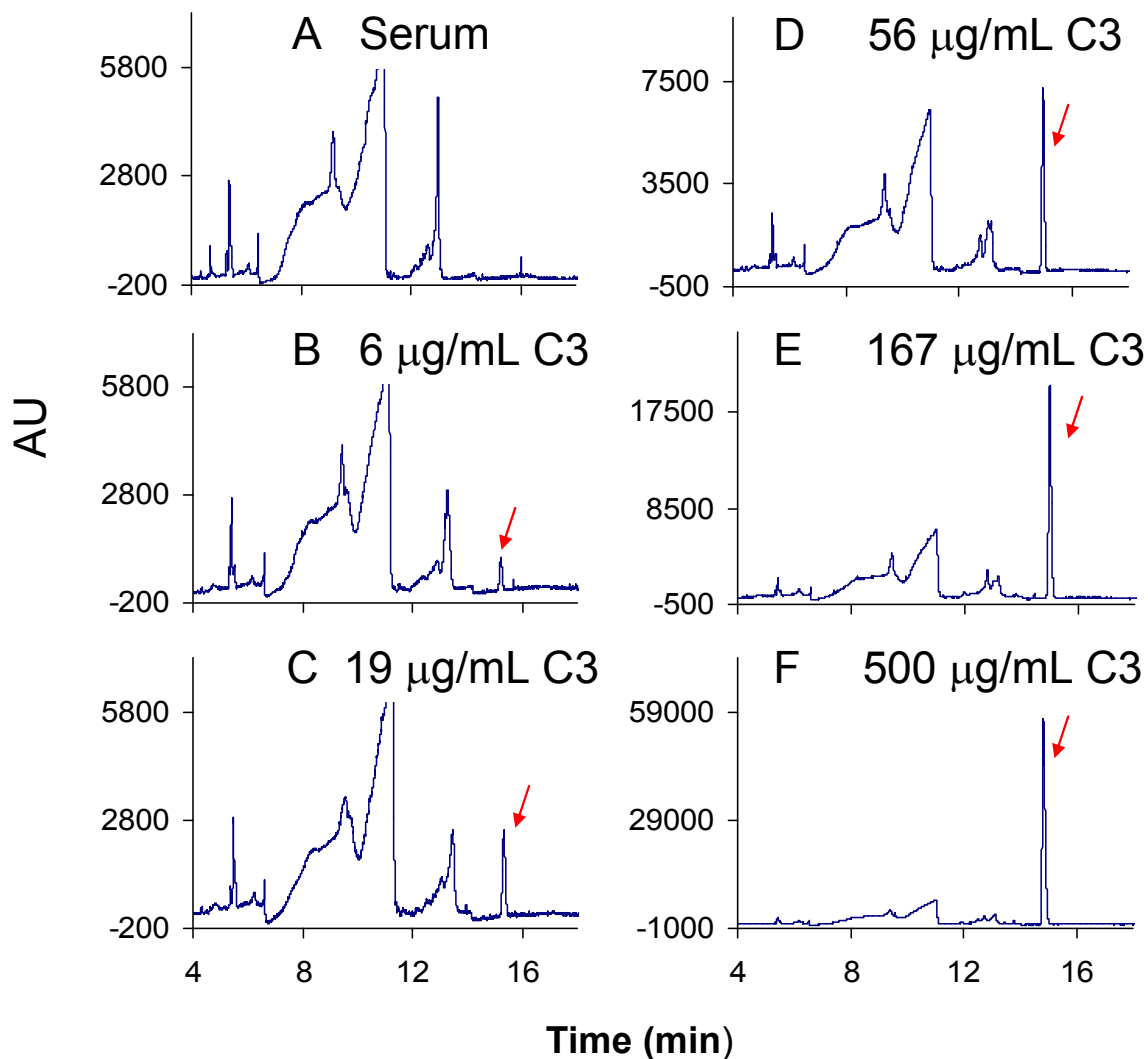 A Serum
5800
2800
-200
B 6 μg/mL C3
5800
2800
-200
C 19 μg/mL C3
5800
2800
-200
4 8 12 16
D 56 μg/mL C3
7500
3500
-500
E 167 μg/mL C3
17500
8500
-500
F 500 μg/mL C3
59000
29000
-1000
4 8 12 16
AU
Time (min)